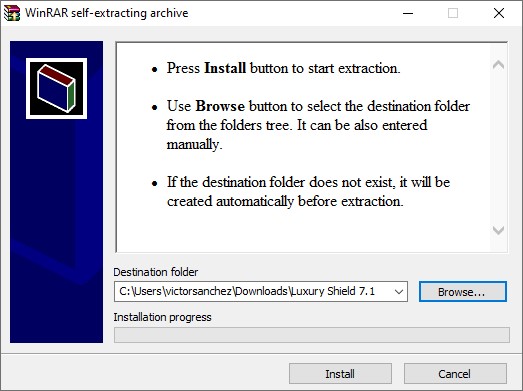 WinRAR self-extracting archive
• Press Install button to start extraction.
• Use Browse button to select the destination folder
from the folders tree. It can be also entered
manually.
• If the destination folder does not exist, it will be
created automatically before extraction.
Destination folder
C:\Users\victorsanchez\Downloads\Luxury Shield 7.1
Browse...
Installation progress
Install
Cancel